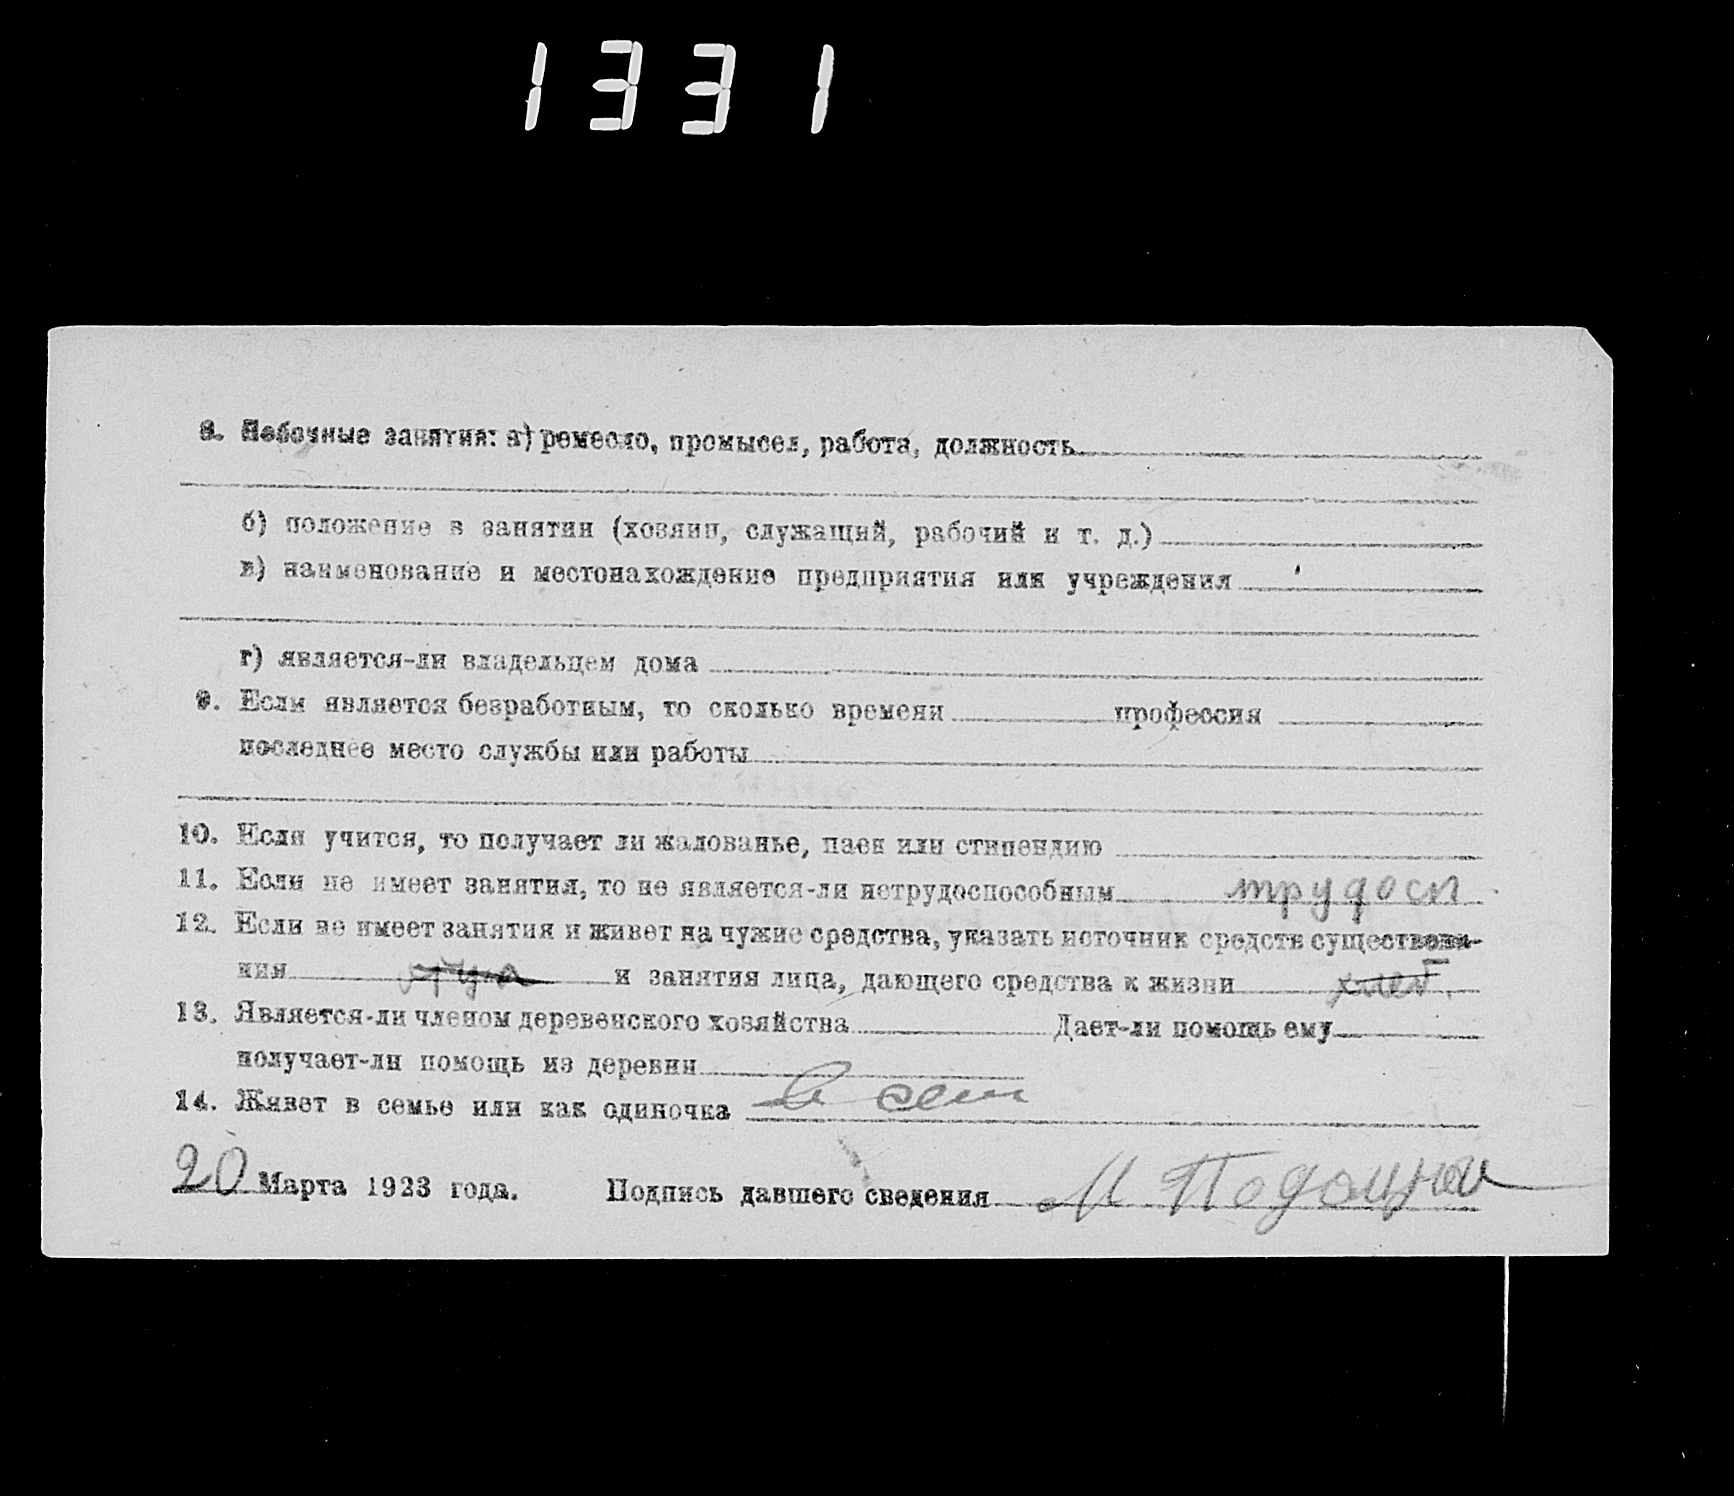 1331
8. Побочные занятия: а) ремесло, промысел, работа, должность
б) положение в занятии (хозяин, служащий, рабочий и т. д.)
в) наименование и местонахождение предприятия или учреждения
г) является-ли владельцем дома
9. Если является безработным, то сколько времени профессия
последнее место службы или работы
10. Если учится, то получает ли жалованье, паек или стипендию
11. Если не имеет занятия, то не является-ли нетрудоспособным трудосп
12. Если не имеет занятия и живет на чужие средства, указать источник средств существова-
ния и занятия лица, дающего средства к жизни хлеб.
13. Является-ли членом деревенского хозяйства Дает-ли помощь ему
получает-ли помощь из деревни
14. Живет в семье или как одиночка в сем
20 Марта 1923 года. Подпись давшего сведения М